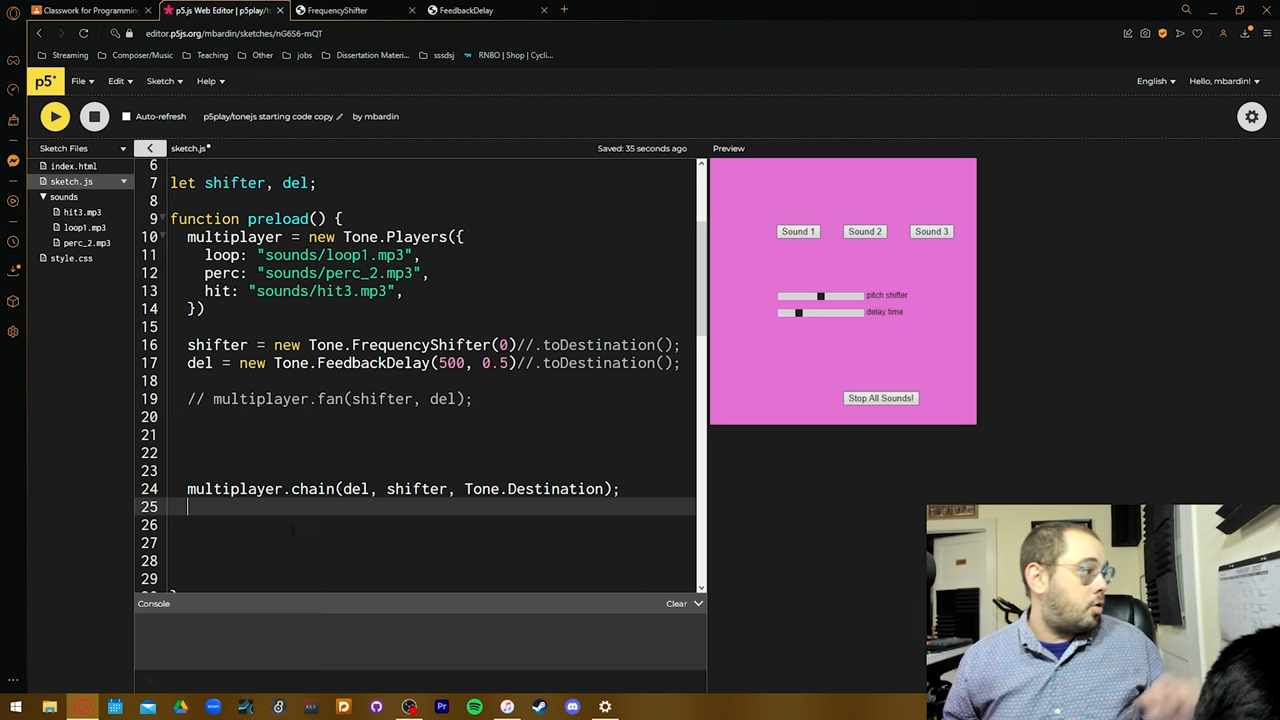 Classwork for Programmin
p5.js Web Editor | p5play/to
FrequencyShifter
FeedbackDelay
editor.p5js.org/mbardin/sketches/nG6S6-mQT
Streaming
Composer/Music
Teaching
Other
jobs
Dissertation Materi...
sssdsj
RNBO | Shop | Cycli...
p5*
File
Edit
Sketch
Help
English
Hello, mbardin!
Auto-refresh
p5play/tonejs starting code copy
by mbardin
Sketch Files
sketch.js
Saved: 35 seconds ago
Preview
index.html
sketch.js
sounds
hit3.mp3
loop1.mp3
perc_2.mp3
style.css
6
7 let shifter, del;
8
9 function preload() {
10 multiplayer = new Tone.Players({
11 loop: "sounds/loop1.mp3",
12 perc: "sounds/perc_2.mp3",
13 hit: "sounds/hit3.mp3",
14 })
15
16 shifter = new Tone.FrequencyShifter(0)//.toDestination();
17 del = new Tone.FeedbackDelay(500, 0.5)//.toDestination();
18
19 // multiplayer.fan(shifter, del);
20
21
22
23
24 multiplayer.chain(del, shifter, Tone.Destination);
25
26
27
28
29
Sound 1
Sound 2
Sound 3
pitch shifter
delay time
Stop All Sounds!
Console
Clear